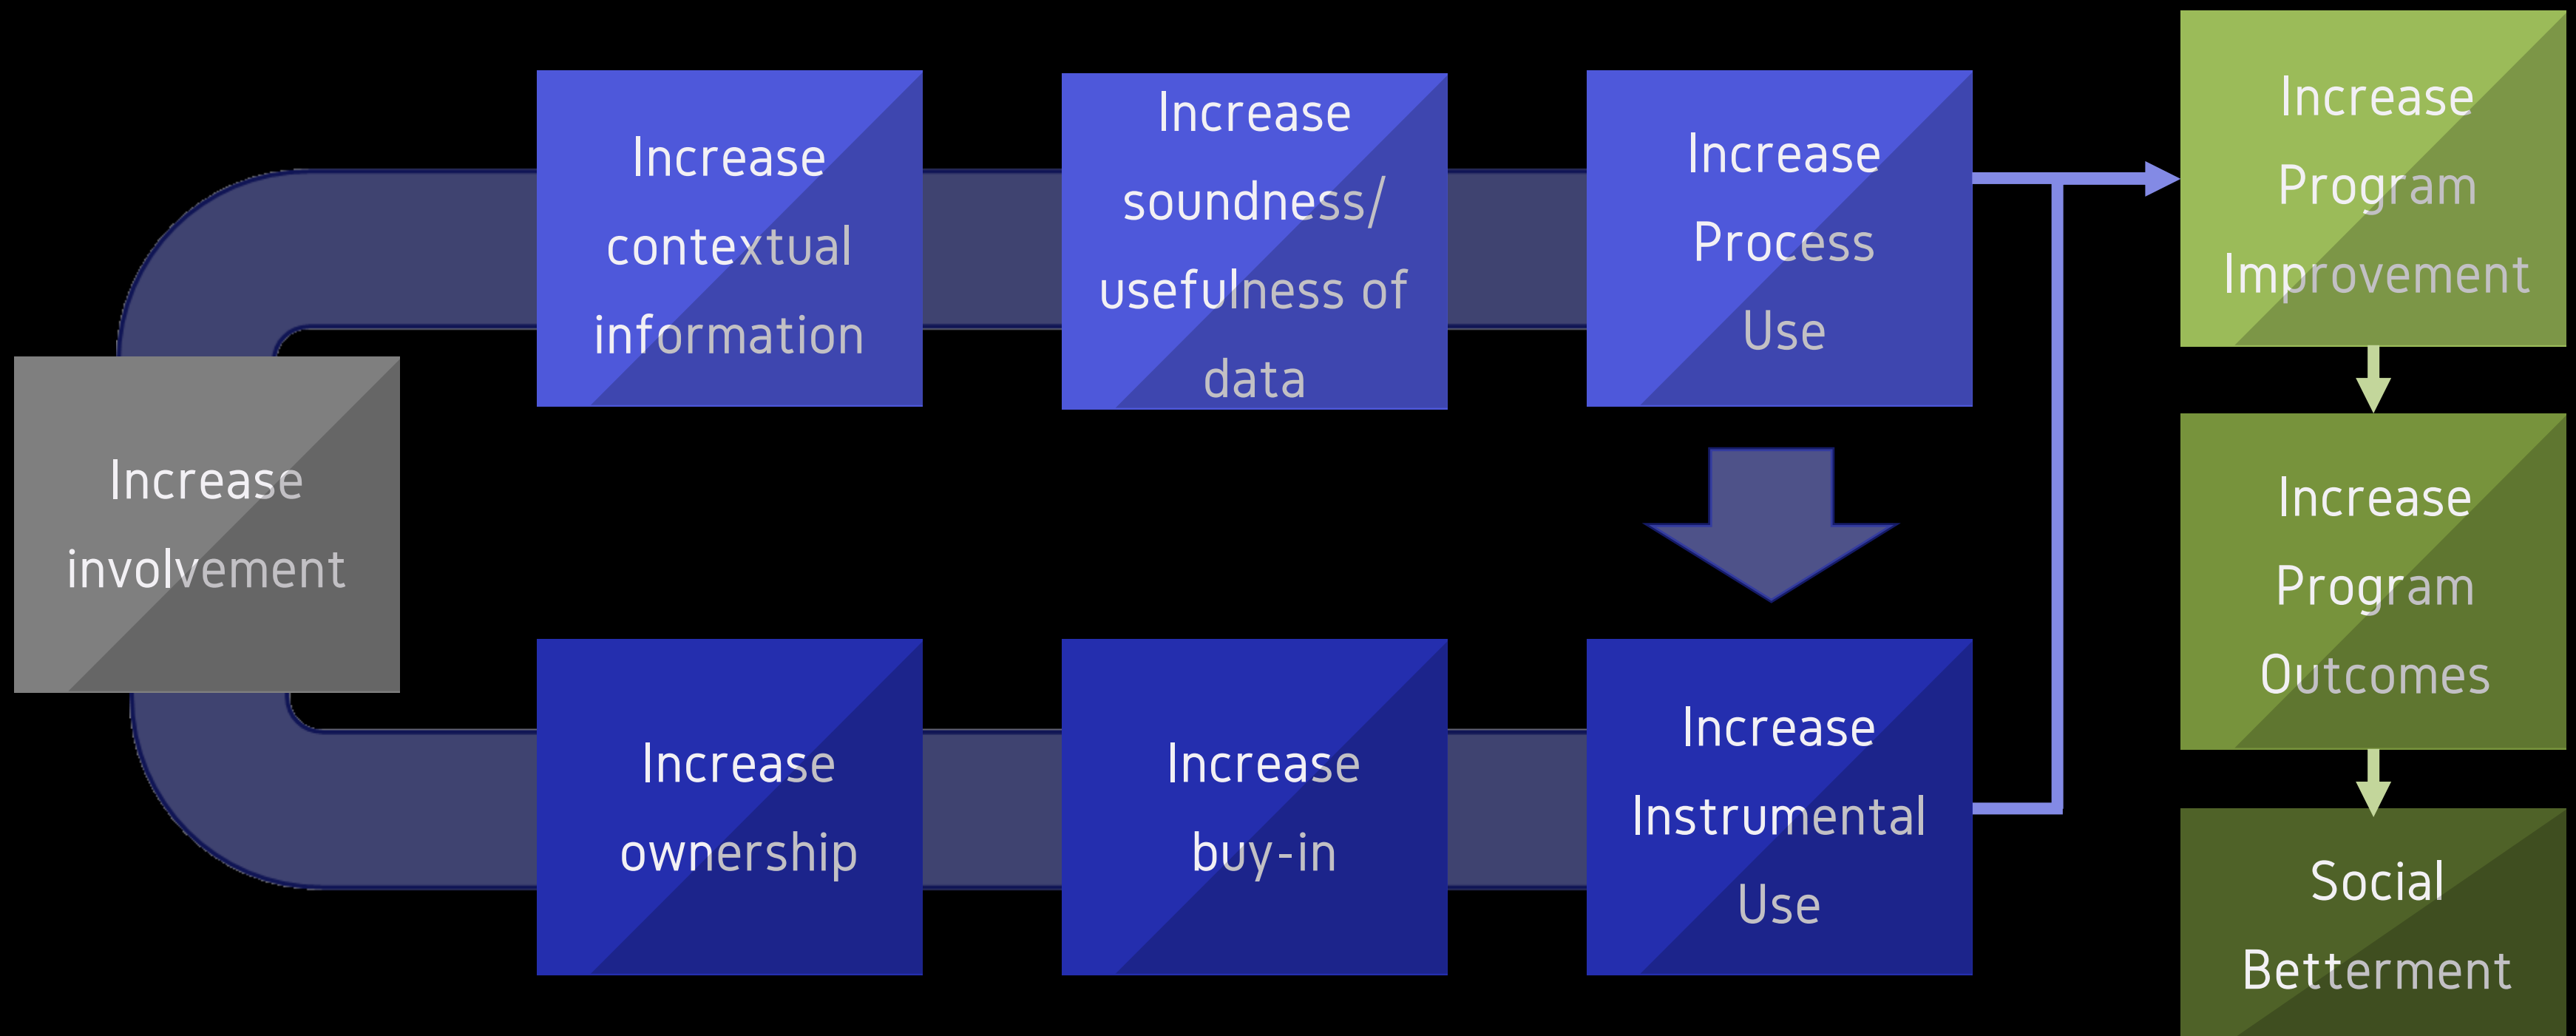 Increase
contextual
information
Increase
soundness/
usefulness of
data
Increase
Process
Use
Increase
Program
Improvement
Increase
involvement
Increase
Program
Outcomes
Increase
ownership
Increase
buy-in
Increase
Instrumental
Use
Social
Betterment